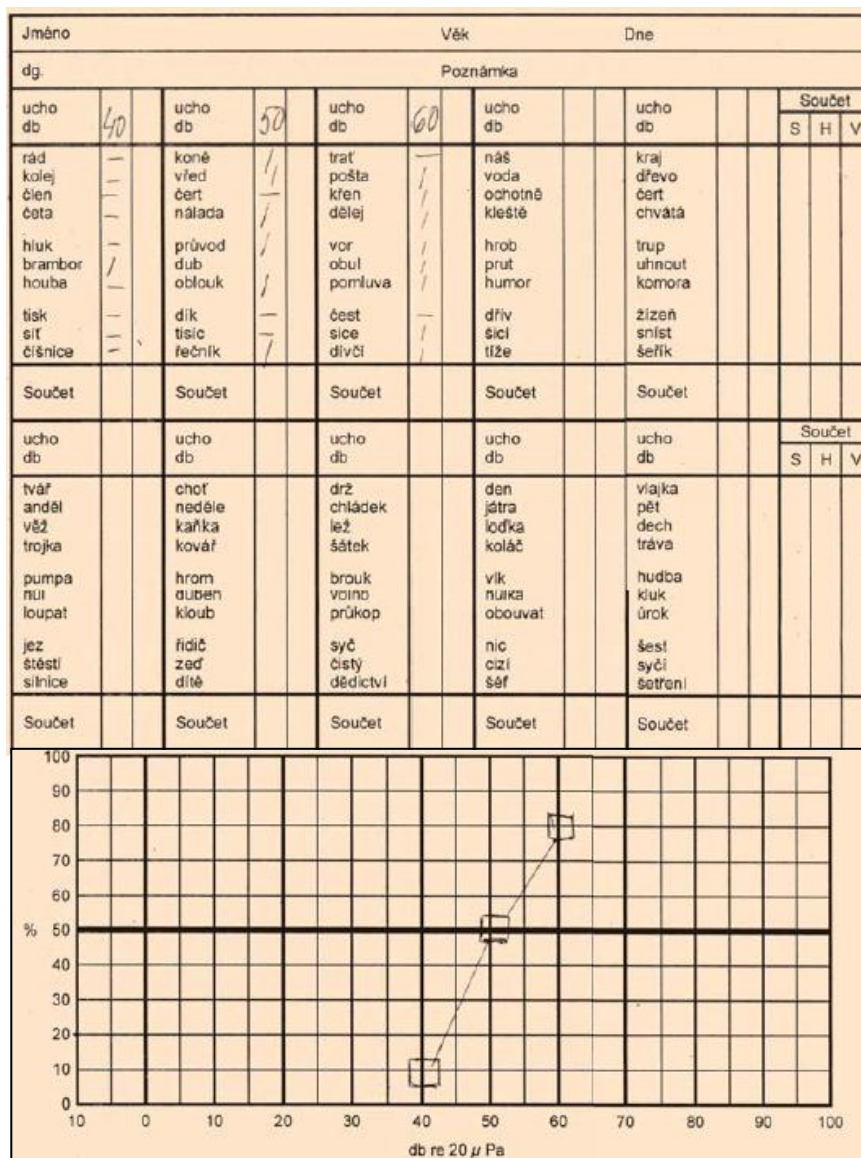 Jméno Věk Dne
dg. Poznámka
ucho ucho ucho ucho ucho Součet
db 40 db 50 db 60 db db S H V
rád koně trať náš kraj
kolej vřed pošta voda dřevo
člen čert křen ochotně čert
četa nálada dělej kleště chvátá
hluk průvod vor hrob trup
brambor dub obul prut uhnout
houba oblouk pomluva humor komora
tisk dík čest dřív žízeň
síť tisíc sice šicí sníst
číšnice řečník dívčí tíže šeřík
Součet Součet Součet Součet Součet
ucho ucho ucho ucho ucho Součet
db db db db db S H V
tvář choť drž den vlajka
anděl neděle chládek játra pět
věž kaňka lež loďka dech
trojka kovář šátek koláč tráva
pumpa hrom brouk vlk hudba
duben volno kluk
loupat kloub průkop obouvat úrok
jez řidič syč nic šest
štěstí zeď čistý cizí syčí
silnice dítě dědictví šéf šetření
Součet Součet Součet Součet Součet
100
90
80
70
60
% 50
40
30
20
10
0
10 0 10 20 30 40 50 60 70 80 90 100
db re 20 μ Pa